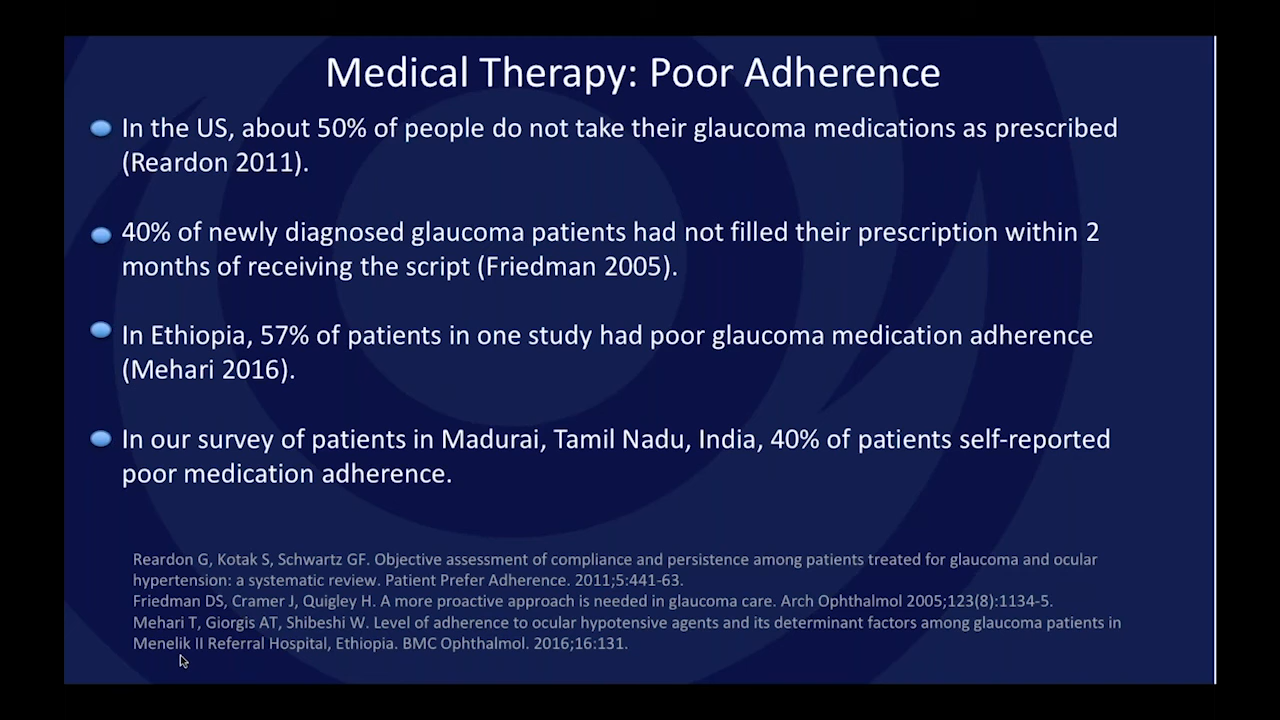 Medical Therapy: Poor Adherence
In the US, about 50% of people do not take their glaucoma medications as prescribed
(Reardon 2011).
40% of newly diagnosed glaucoma patients had not filled their prescription within 2
months of receiving the script (Friedman 2005).
In Ethiopia, 57% of patients in one study had poor glaucoma medication adherence
(Mehari 2016).
In our survey of patients in Madurai, Tamil Nadu, India, 40% of patients self-reported
poor medication adherence.
Reardon G, Kotak S, Schwartz GF. Objective assessment of compliance and persistence among patients treated for glaucoma and ocular
hypertension: a systematic review. Patient Prefer Adherence. 2011;5:441-63.
Friedman DS, Cramer J, Quigley H. A more proactive approach is needed in glaucoma care. Arch Ophthalmol 2005;123(8):1134-5.
Mehari T, Giorgis AT, Shibeshi W. Level of adherence to ocular hypotensive agents and its determinant factors among glaucoma patients in
Menelik II Referral Hospital, Ethiopia. BMC Ophthalmol. 2016;16:131.